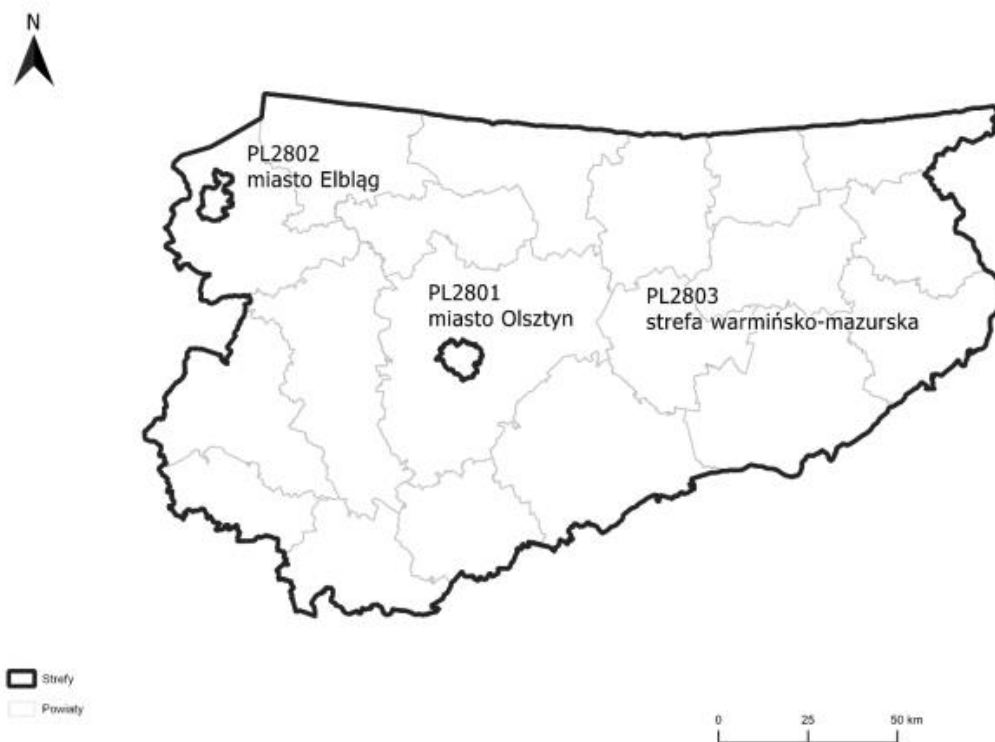 N
PL2802
miasto Elbląg
PL2801
miasto Olsztyn
PL2803
strefa warmińsko-mazurska
Strefy
Powiaty
0 25 50 km